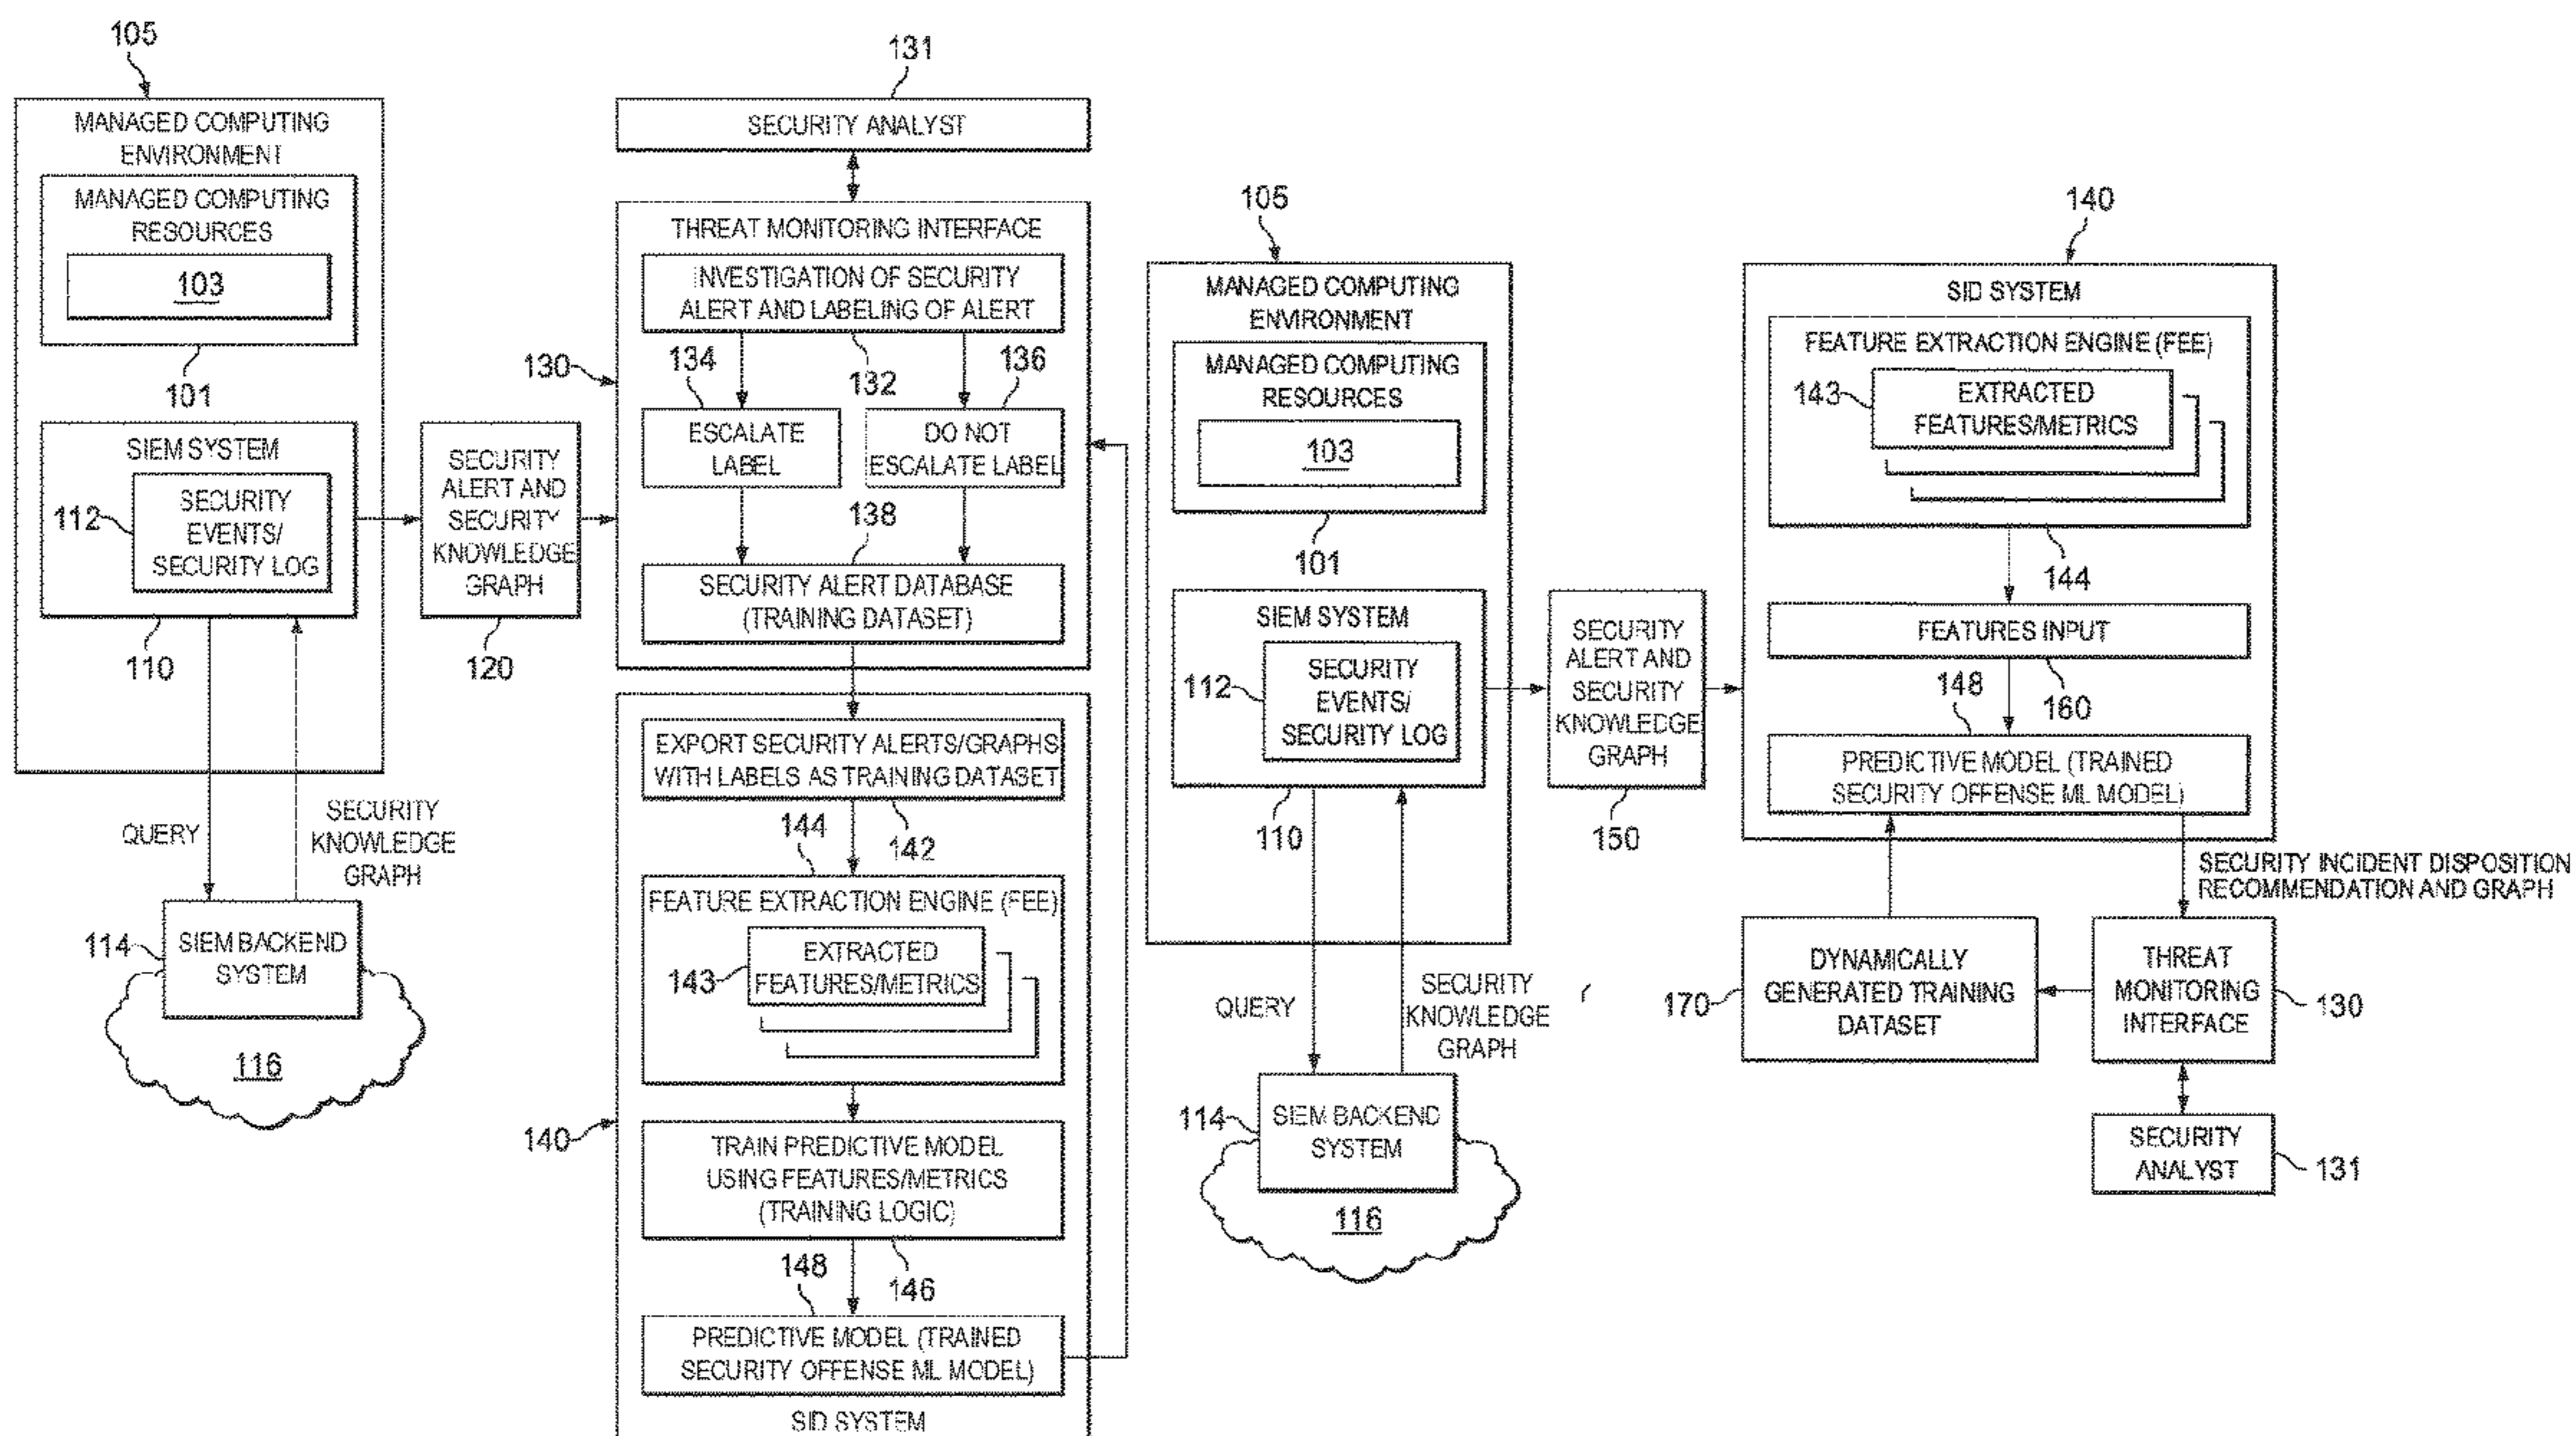 105
MANAGED COMPUTING
ENVIRONMENT
MANAGED COMPUTING
RESOURCES
103
101
SIEM SYSTEM
112
SECURITY
EVENTS/
SECURITY LOG
110
QUERY
SECURITY
KNOWLEDGE
GRAPH
114
SIEM BACKEND
SYSTEM
116
SECURITY
ALERT AND
SECURITY
KNOWLEDGE
GRAPH
120
131
SECURITY ANALYST
130
THREAT MONITORING INTERFACE
INVESTIGATION OF SECURITY
ALERT AND LABELING OF ALERT
134
132
136
ESCALATE
LABEL
DO NOT
ESCALATE LABEL
138
SECURITY ALERT DATABASE
(TRAINING DATASET)
EXPORT SECURITY ALERTS/GRAPHS
WITH LABELS AS TRAINING DATASET
144
142
FEATURE EXTRACTION ENGINE (FEE)
143
EXTRACTED
FEATURES/METRICS
140
TRAIN PREDICTIVE MODEL
USING FEATURES/METRICS
(TRAINING LOGIC)
148
146
PREDICTIVE MODEL (TRAINED
SECURITY OFFENSE ML MODEL)
SID SYSTEM
105
MANAGED COMPUTING
ENVIRONMENT
MANAGED COMPUTING
RESOURCES
103
101
SIEM SYSTEM
112
SECURITY
EVENTS/
SECURITY LOG
110
QUERY
SECURITY
KNOWLEDGE
GRAPH
114
SIEM BACKEND
SYSTEM
116
SECURITY
ALERT AND
SECURITY
KNOWLEDGE
GRAPH
150
140
SID SYSTEM
FEATURE EXTRACTION ENGINE (FEE)
143
EXTRACTED
FEATURES/METRICS
144
FEATURES INPUT
148
160
PREDICTIVE MODEL (TRAINED
SECURITY OFFENSE ML MODEL)
SECURITY INCIDENT DISPOSITION
RECOMMENDATION AND GRAPH
170
DYNAMICALLY
GENERATED TRAINING
DATASET
THREAT
MONITORING
INTERFACE
130
SECURITY
ANALYST
131